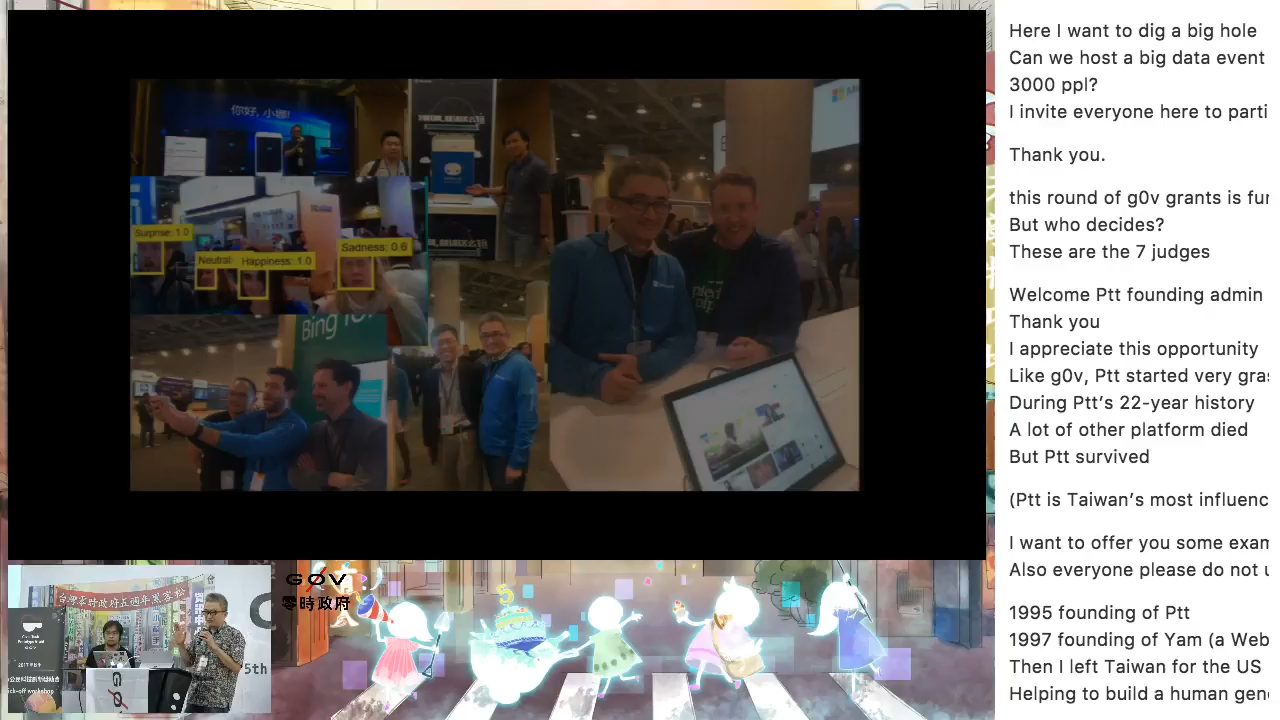 你好, 小娜!
Surprise: 1.0
Neutral:
Happiness: 1.0
Sadness: 0.6
Bing
GØV
零時政府
台灣零時政府五週年黑客松
5th
Here I want to dig a big hole
Can we host a big data event
3000 ppl?
I invite everyone here to parti
Thank you.
this round of g0v grants is fu
But who decides?
These are the 7 judges
Welcome Ptt founding admin
Thank you
I appreciate this opportunity
Like g0v, Ptt started very gras
During Ptt’s 22-year history
A lot of other platform died
But Ptt survived
(Ptt is Taiwan’s most influenc
I want to offer you some exam
Also everyone please do not u
1995 founding of Ptt
1997 founding of Yam (a Web
Then I left Taiwan for the US
Helping to build a human gen